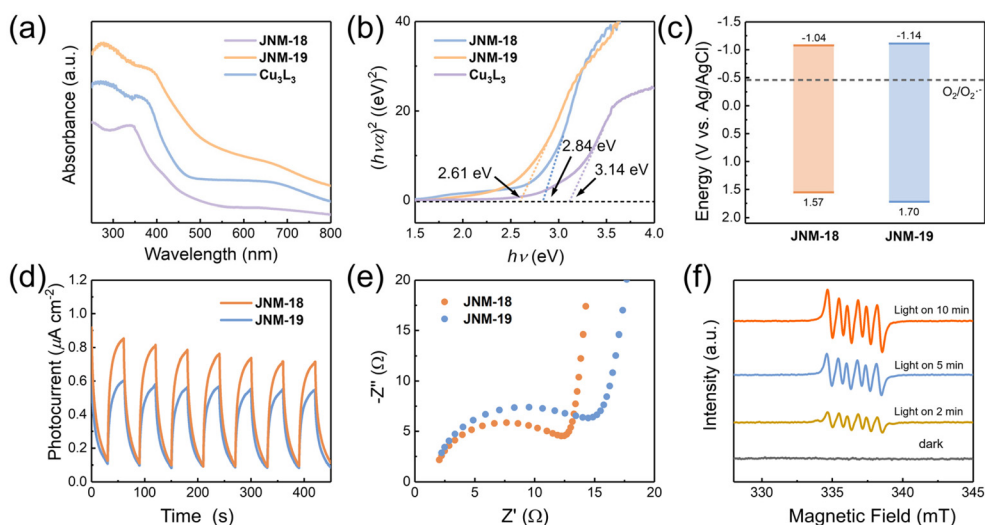 (a)
Absorbance (a.u.)
JNM-18
JNM-19
Cu₃L₃
300 400 500 600 700 800
Wavelength (nm)
(b)
(hνα)² ((eV)²)
40
20
0
JNM-18
JNM-19
Cu₃L₃
2.61 eV
2.84 eV
3.14 eV
1.5 2.0 2.5 3.0 3.5 4.0
hν (eV)
(c)
Energy (V vs. Ag/AgCl)
-1.5
-1.0
-0.5
0.0
0.5
1.0
1.5
2.0
-1.04
-1.14
O₂/O₂·⁻
1.57
1.70
JNM-18 JNM-19
(d)
Photocurrent (μA cm⁻²)
1.2
1.0
0.8
0.6
0.4
0.2
0.0
JNM-18
JNM-19
0 100 200 300 400
Time (s)
(e)
-Z'' (Ω)
20
15
10
5
0
JNM-18
JNM-19
0 5 10 15 20
Z' (Ω)
(f)
Intensity (a.u.)
Light on 10 min
Light on 5 min
Light on 2 min
dark
330 335 340 345
Magnetic Field (mT)